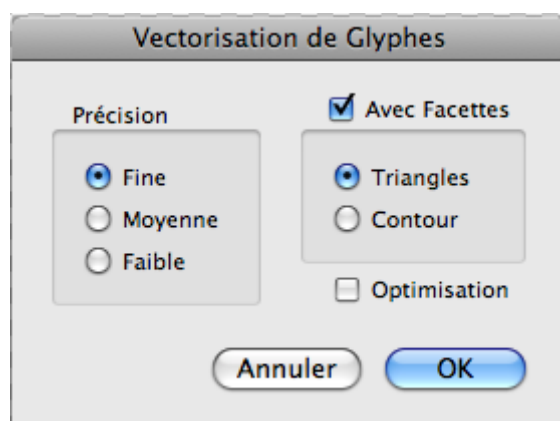 Vectorisation de Glyphes
Précision
Fine
Moyenne
Faible
Avec Facettes
Triangles
Contour
Optimisation
Annuler
OK